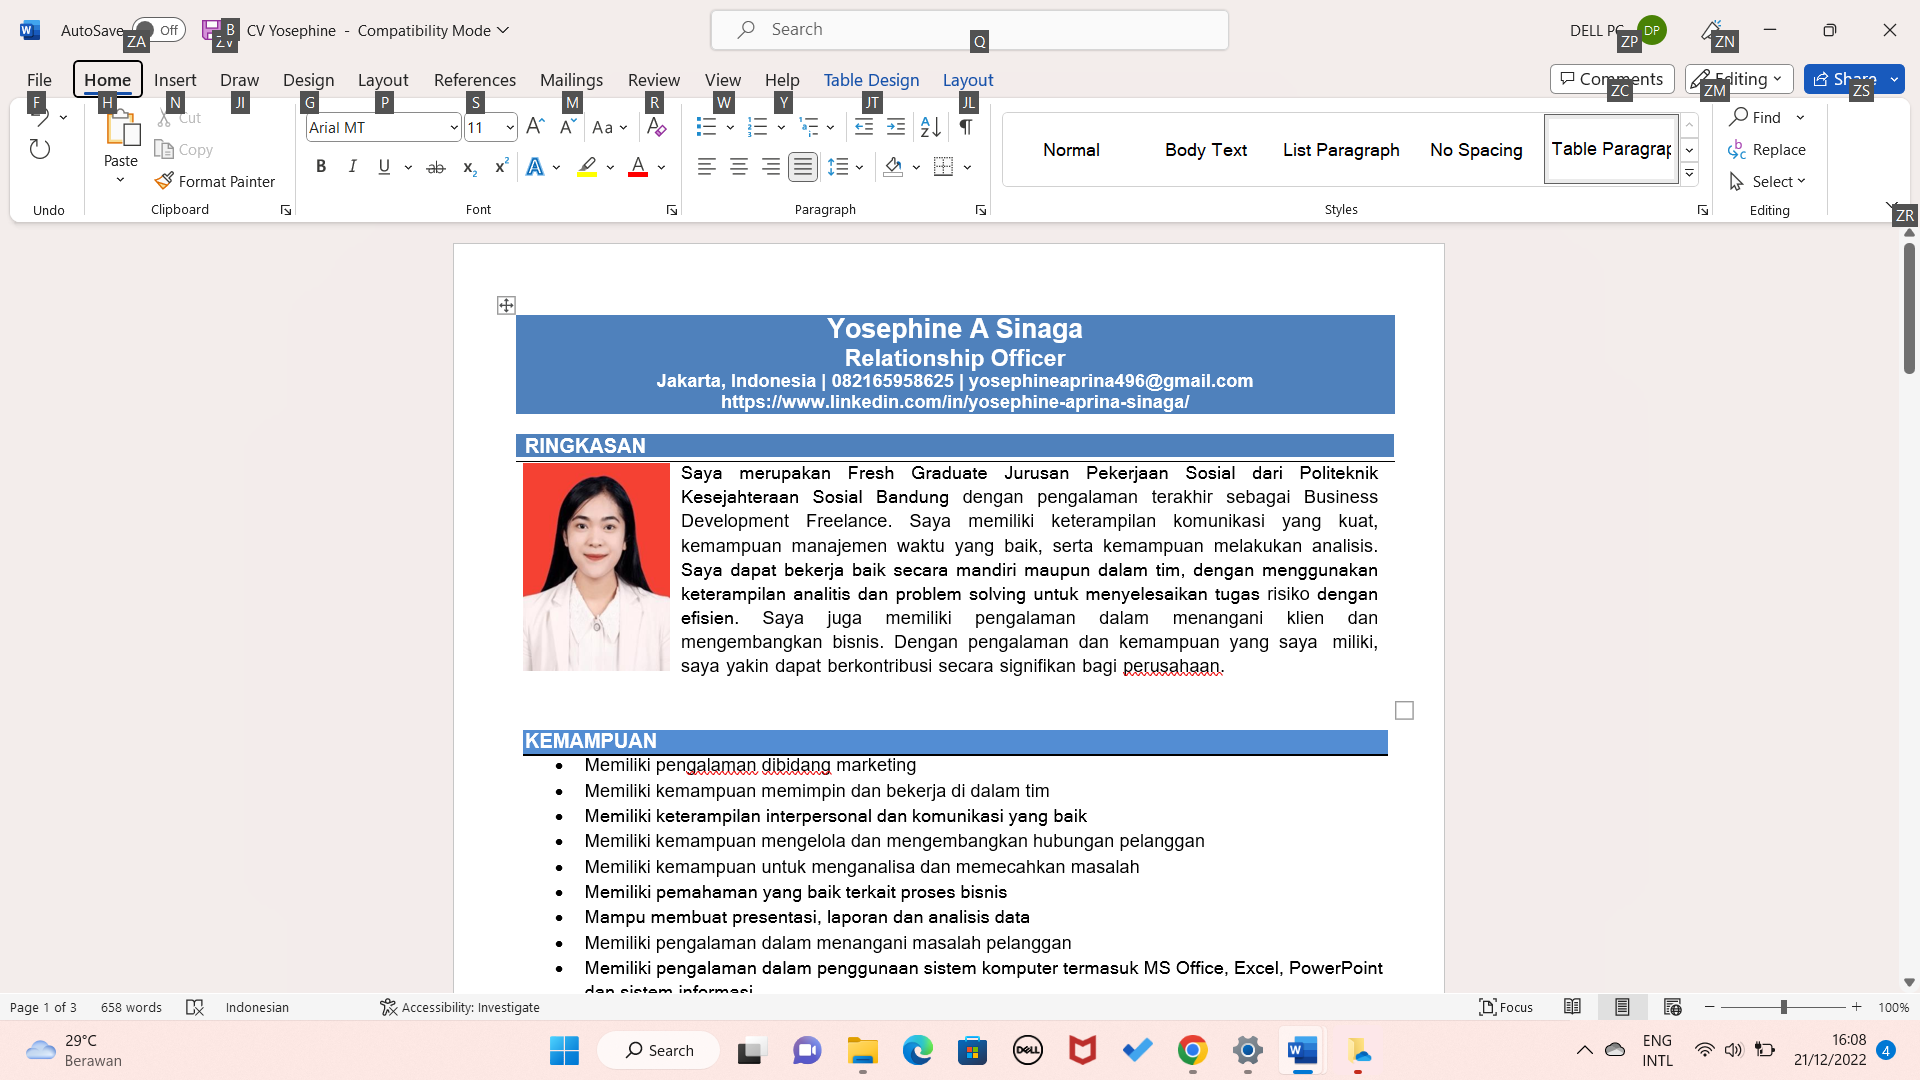 AutoSave Off CV Yosephine - Compatibility Mode Search DELL PC DP
ZA B ZV Q ZP ZN
File Home Insert Draw Design Layout References Mailings Review View Help Table Design Layout Comments Editing Share
F H N JI G P S M R W Y JT JL ZC ZM ZS
Paste
Cut
Copy
Format Painter
Arial MT 11
Normal Body Text List Paragraph No Spacing Table Paragrap
Find
Replace
Select
Undo Clipboard Font Paragraph Styles Editing
ZR
Yosephine A Sinaga
Relationship Officer
Jakarta, Indonesia | 082165958625 | yosephineaprina496@gmail.com
https://www.linkedin.com/in/yosephine-aprina-sinaga/
RINGKASAN
Saya merupakan Fresh Graduate Jurusan Pekerjaan Sosial dari Politeknik
Kesejahteraan Sosial Bandung dengan pengalaman terakhir sebagai Business
Development Freelance. Saya memiliki keterampilan komunikasi yang kuat,
kemampuan manajemen waktu yang baik, serta kemampuan melakukan analisis.
Saya dapat bekerja baik secara mandiri maupun dalam tim, dengan menggunakan
keterampilan analitis dan problem solving untuk menyelesaikan tugas risiko dengan
efisien. Saya juga memiliki pengalaman dalam menangani klien dan
mengembangkan bisnis. Dengan pengalaman dan kemampuan yang saya miliki,
saya yakin dapat berkontribusi secara signifikan bagi perusahaan.
KEMAMPUAN
• Memiliki pengalaman dibidang marketing
• Memiliki kemampuan memimpin dan bekerja di dalam tim
• Memiliki keterampilan interpersonal dan komunikasi yang baik
• Memiliki kemampuan mengelola dan mengembangkan hubungan pelanggan
• Memiliki kemampuan untuk menganalisa dan memecahkan masalah
• Memiliki pemahaman yang baik terkait proses bisnis
• Mampu membuat presentasi, laporan dan analisis data
• Memiliki pengalaman dalam menangani masalah pelanggan
• Memiliki pengalaman dalam penggunaan sistem komputer termasuk MS Office, Excel, PowerPoint
dan sistem informasi
Page 1 of 3 658 words Indonesian Accessibility: Investigate Focus 100%
29°C
Berawan
Search
DELL
ENG
INTL
16:08
21/12/2022
4